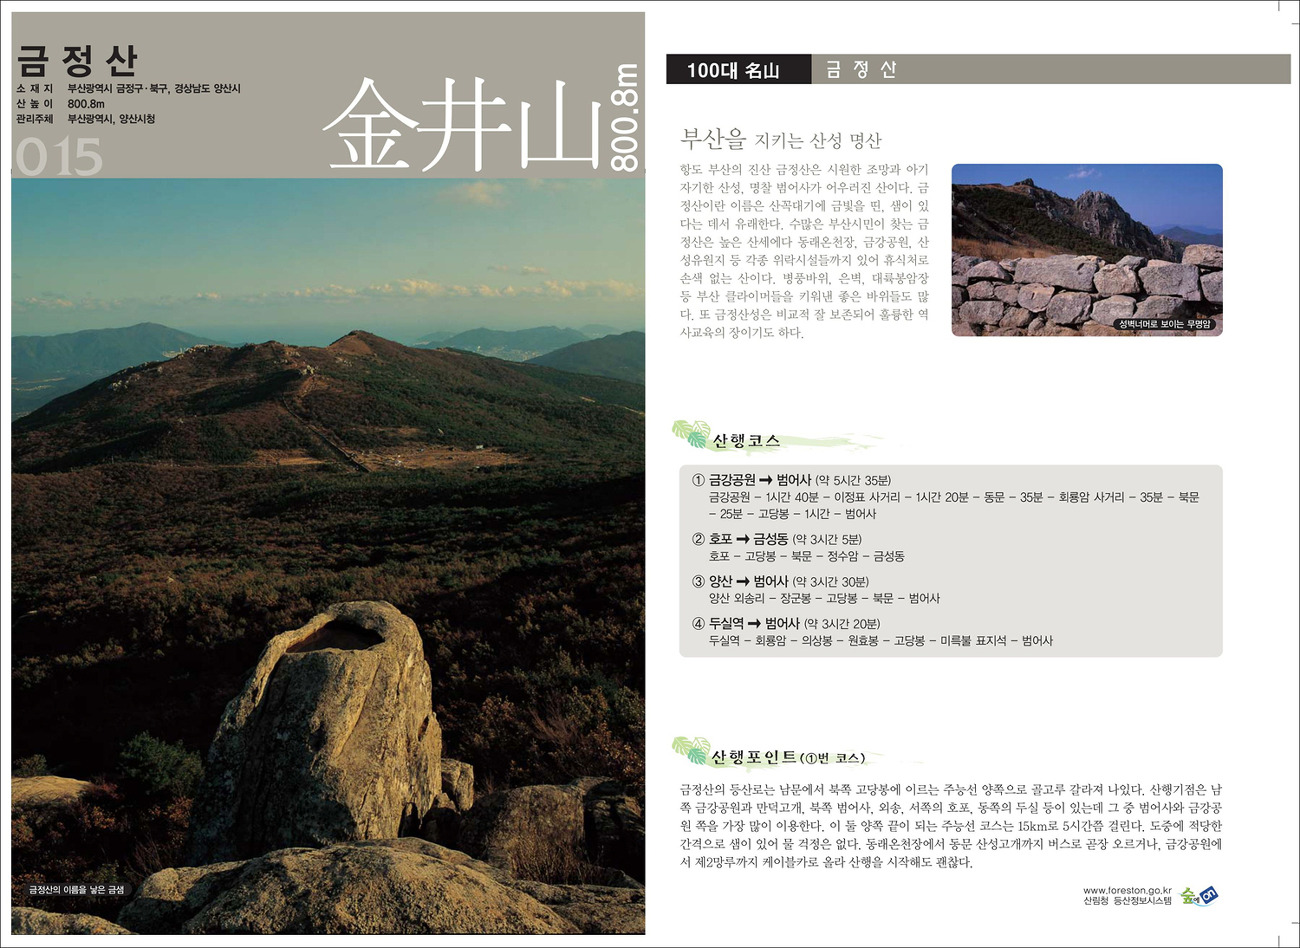 금정산
소 재 지 부산광역시 금정구·북구, 경상남도 양산시
산 높 이 800.8m
관리주체 부산광역시, 양산시청
015
金井山 800.8m
금정산의 이름을 낳은 금샘
100대 名山 금정산
부산을 지키는 산성 명산
항도 부산의 진산 금정산은 시원한 조망과 아기
자기한 산성, 명찰 범어사가 어우러진 산이다. 금
정산이란 이름은 산꼭대기에 금빛을 띤, 샘이 있
다는 데서 유래한다. 수많은 부산시민이 찾는 금
정산은 높은 산세에다 동래온천장, 금강공원, 산
성유원지 등 각종 위락시설들까지 있어 휴식처로
손색 없는 산이다. 병풍바위, 은벽, 대륙봉암장
등 부산 클라이머들을 키워낸 좋은 바위들도 많
다. 또 금정산성은 비교적 잘 보존되어 훌륭한 역
사교육의 장이기도 하다.
성벽너머로 보이는 무명암
산행코스
① 금강공원 ➞ 범어사 (약 5시간 35분)
금강공원 – 1시간 40분 – 이정표 사거리 – 1시간 20분 – 동문 – 35분 – 회룡암 사거리 – 35분 – 북문
– 25분 – 고당봉 – 1시간 – 범어사
② 호포 ➞ 금성동 (약 3시간 5분)
호포 – 고당봉 – 북문 – 정수암 – 금성동
③ 양산 ➞ 범어사 (약 3시간 30분)
양산 외송리 – 장군봉 – 고당봉 – 북문 – 범어사
④ 두실역 ➞ 범어사 (약 3시간 20분)
두실역 – 회룡암 – 의상봉 – 원효봉 – 고당봉 – 미륵불 표지석 – 범어사
산행포인트(①번 코스)
금정산의 등산로는 남문에서 북쪽 고당봉에 이르는 주능선 양쪽으로 골고루 갈라져 나있다. 산행기점은 남
쪽 금강공원과 만덕고개, 북쪽 범어사, 외송, 서쪽의 호포, 동쪽의 두실 등이 있는데 그 중 범어사와 금강공
원 쪽을 가장 많이 이용한다. 이 둘 양쪽 끝이 되는 주능선 코스는 15km로 5시간쯤 걸린다. 도중에 적당한
간격으로 샘이 있어 물 걱정은 없다. 동래온천장에서 동문 산성고개까지 버스로 곧장 오르거나, 금강공원에
서 제2망루까지 케이블카로 올라 산행을 시작해도 괜찮다.
www.foreston.go.kr
산림청 등산정보시스템
숲에on